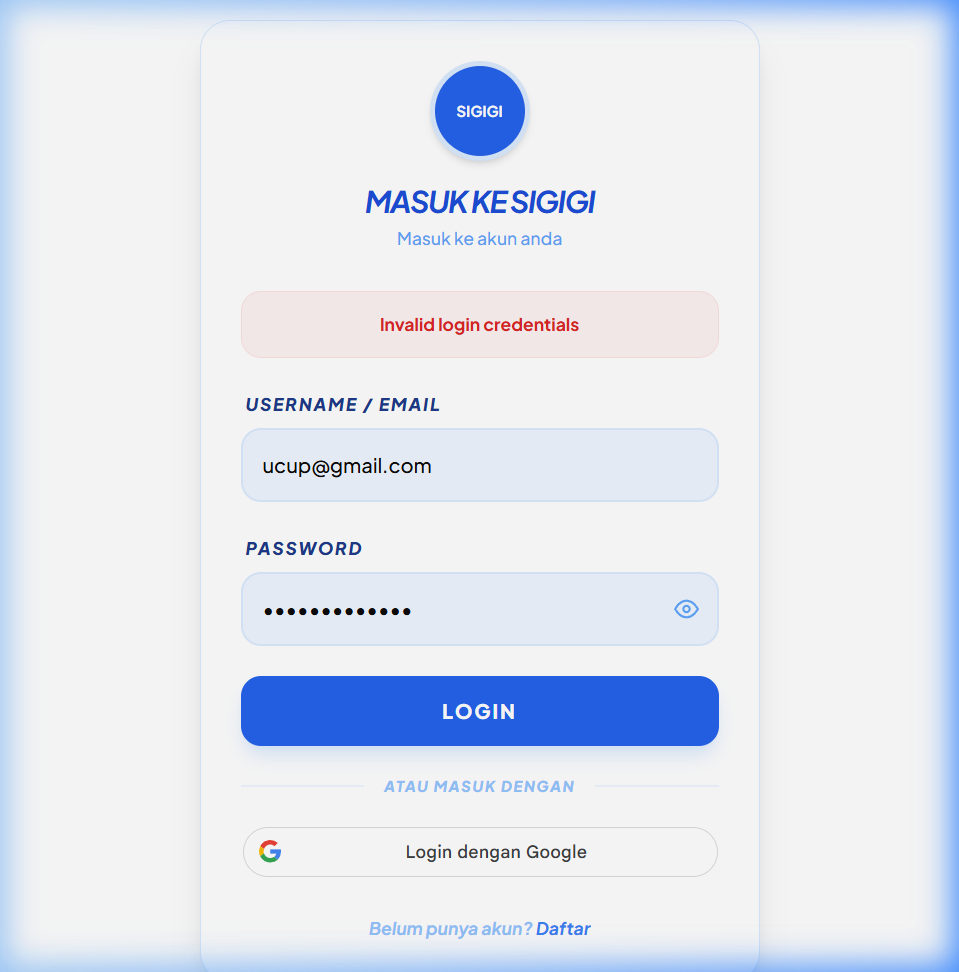 SIGIGI
MASUK KE SIGIGI
Masuk ke akun anda
Invalid login credentials
USERNAME / EMAIL
ucup@gmail.com
PASSWORD
•••••••••••••
LOGIN
ATAU MASUK DENGAN
Login dengan Google
Belum punya akun? Daftar